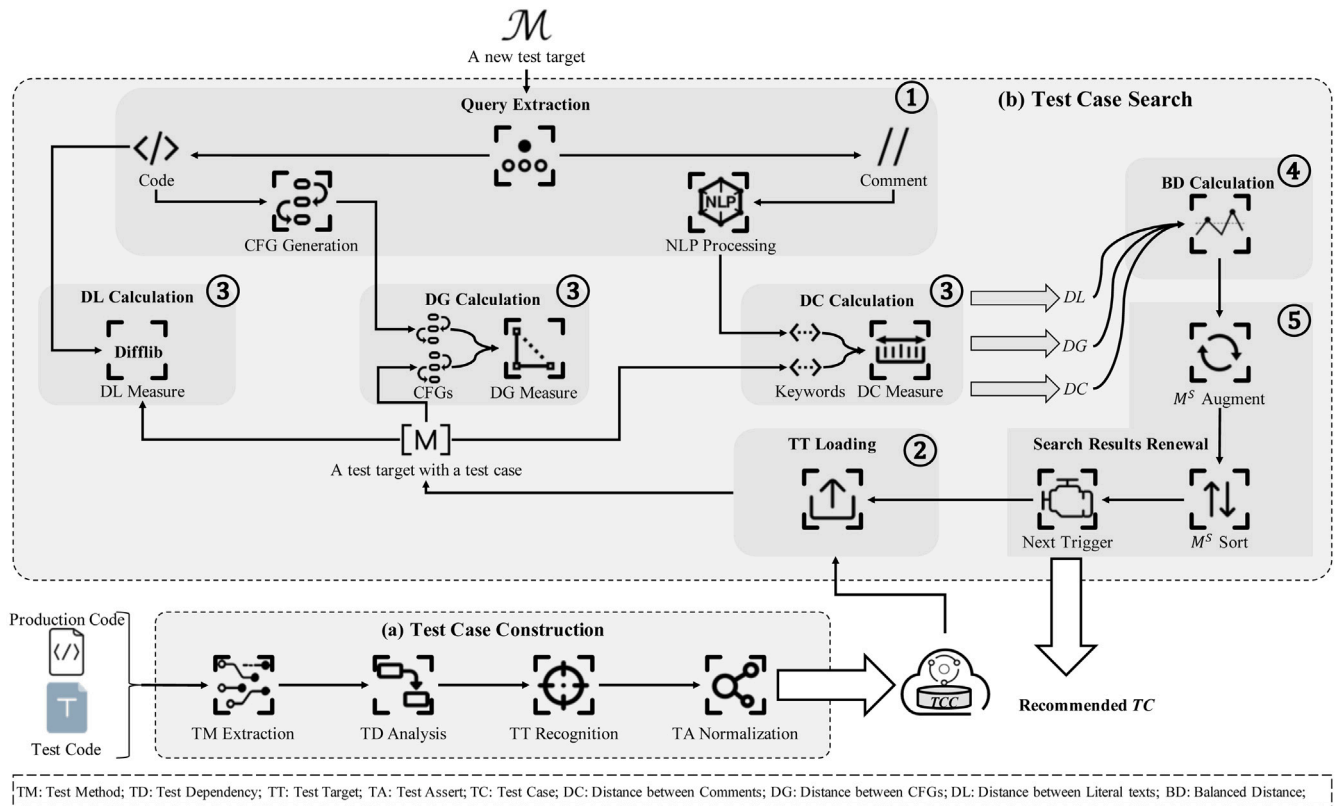 ℳ
A new test target
(b) Test Case Search
Query Extraction
①
</>
Code
//
Comment
CFG Generation
NLP
NLP Processing
BD Calculation
④
DL Calculation
③
Difflib
DL Measure
DG Calculation
③
CFGs
DG Measure
DC Calculation
③
<··>
<··>
Keywords
DC Measure
DL
DG
DC
⑤
Mˢ Augment
[M]
A test target with a test case
TT Loading
②
Search Results Renewal
Next Trigger
Mˢ Sort
Production Code
</>
T
Test Code
(a) Test Case Construction
TM Extraction
TD Analysis
TT Recognition
TA Normalization
TCC
Recommended TC
TM: Test Method; TD: Test Dependency; TT: Test Target; TA: Test Assert; TC: Test Case; DC: Distance between Comments; DG: Distance between CFGs; DL: Distance between Literal texts; BD: Balanced Distance;